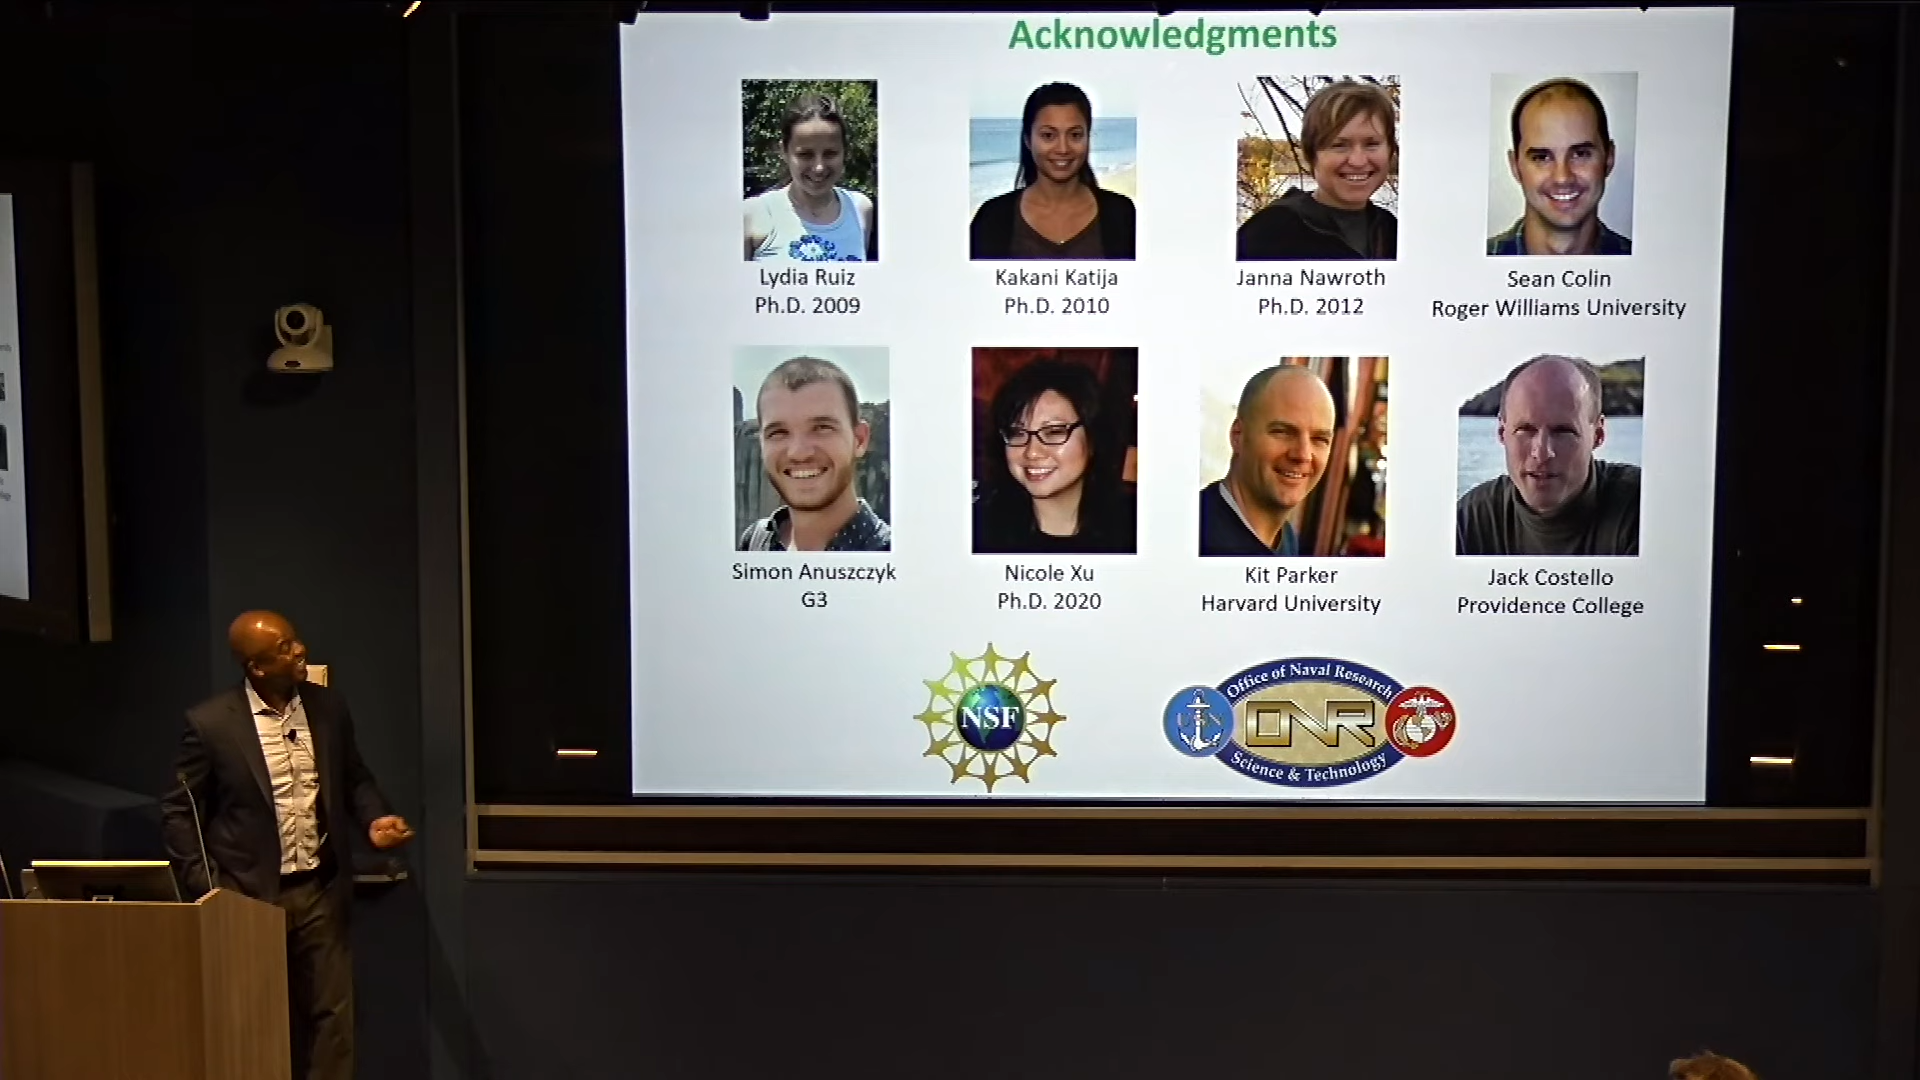 Acknowledgments
Lydia Ruiz
Ph.D. 2009
Kakani Katija
Ph.D. 2010
Janna Nawroth
Ph.D. 2012
Sean Colin
Roger Williams University
Simon Anuszczyk
G3
Nicole Xu
Ph.D. 2020
Kit Parker
Harvard University
Jack Costello
Providence College
NSF
Office of Naval Research
USN
ONR
Science & Technology